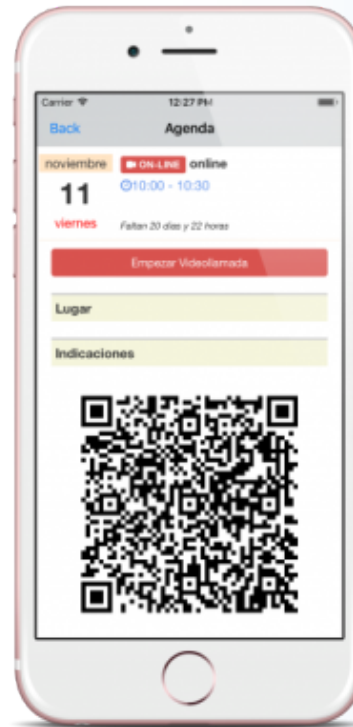 Carrier 12:27 PM
Back Agenda
noviembre ON-LINE online
11 10:00 - 10:30
viernes Faltan 20 días y 22 horas
Empezar Videollamada
Lugar
Indicaciones